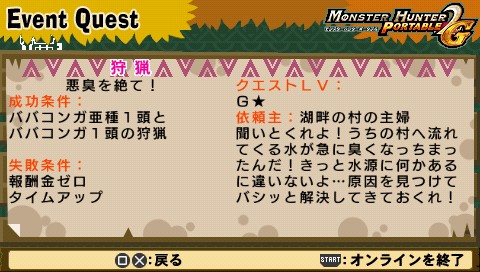 Event Quest
MONSTER HUNTER
PORTABLE 2nd G
狩猟
悪臭を絶て！
成功条件：
ババコンガ亜種１頭と
ババコンガ１頭の狩猟
失敗条件：
報酬金ゼロ
タイムアップ
クエストＬＶ：
Ｇ★
依頼主：湖畔の村の主婦
聞いとくれよ！うちの村へ流れ
てくる水が急に臭くなっちまっ
たんだ！きっと水源に何かある
に違いないよ…原因を見つけて
バシッと解決してきておくれ！
□×：戻る
START：オンラインを終了